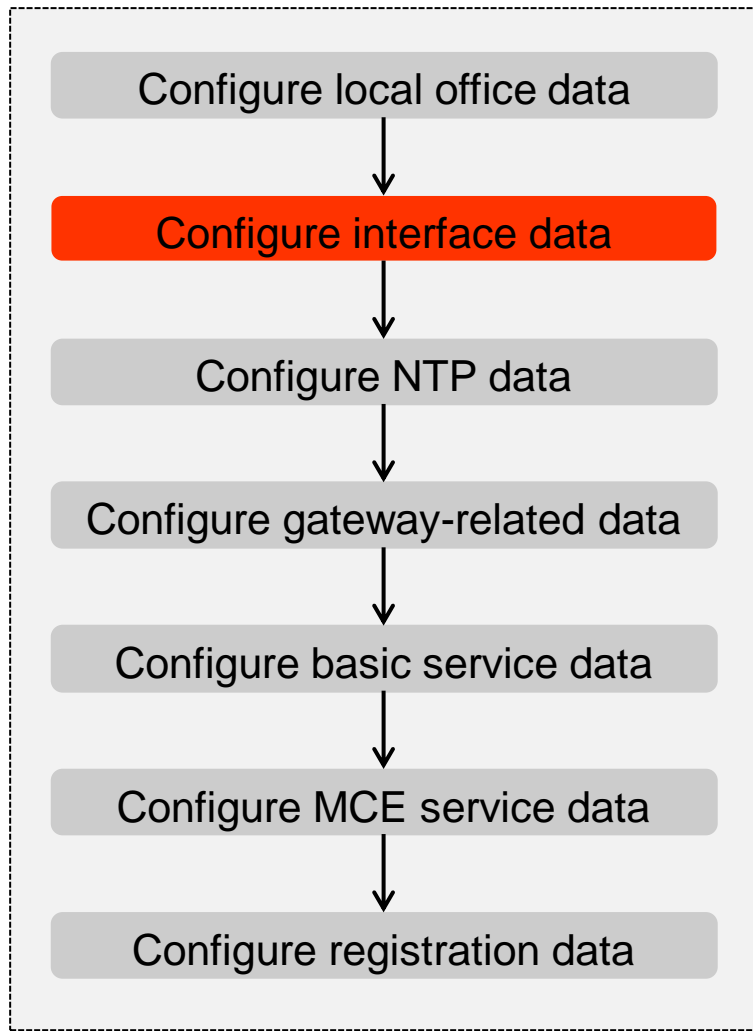 Configure local office data
Configure interface data
Configure NTP data
Configure gateway-related data
Configure basic service data
Configure MCE service data
Configure registration data